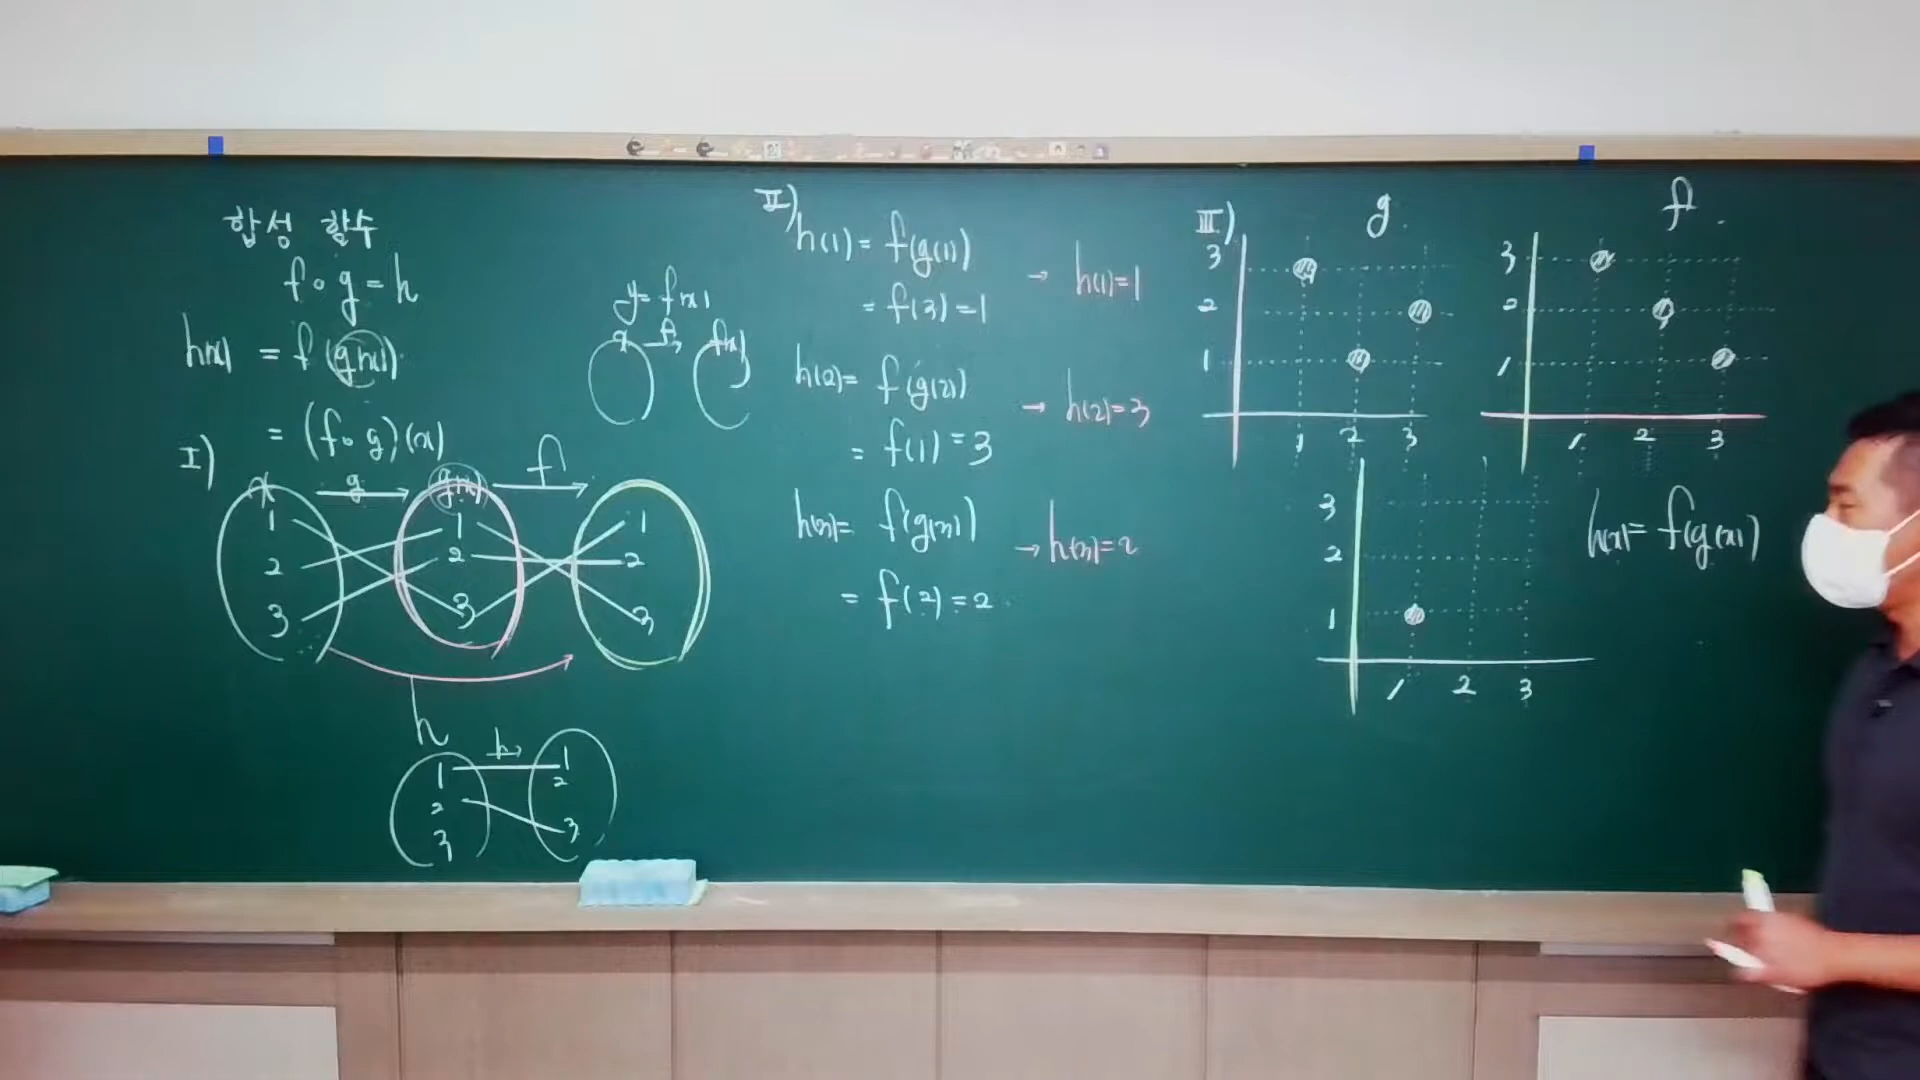 합성 함수
f∘g=h
h(x) = f(g(x))
= (f∘g)(x)
I)
x g g(x) f
1 1 1
2 2 2
3 3 3
h
h
1 1
2 2
3 3
y=f(x)
x f f(x)
II)
h(1)= f(g(1))
= f(3)=1
→ h(1)=1
h(2)= f(g(2))
= f(1)=3
→ h(2)=3
h(3)= f(g(3))
= f(2)=2
→ h(3)=2
III)
g
3
2
1
1 2 3
f
3
2
1
1 2 3
3
2
1
1 2 3
h(x)= f(g(x))